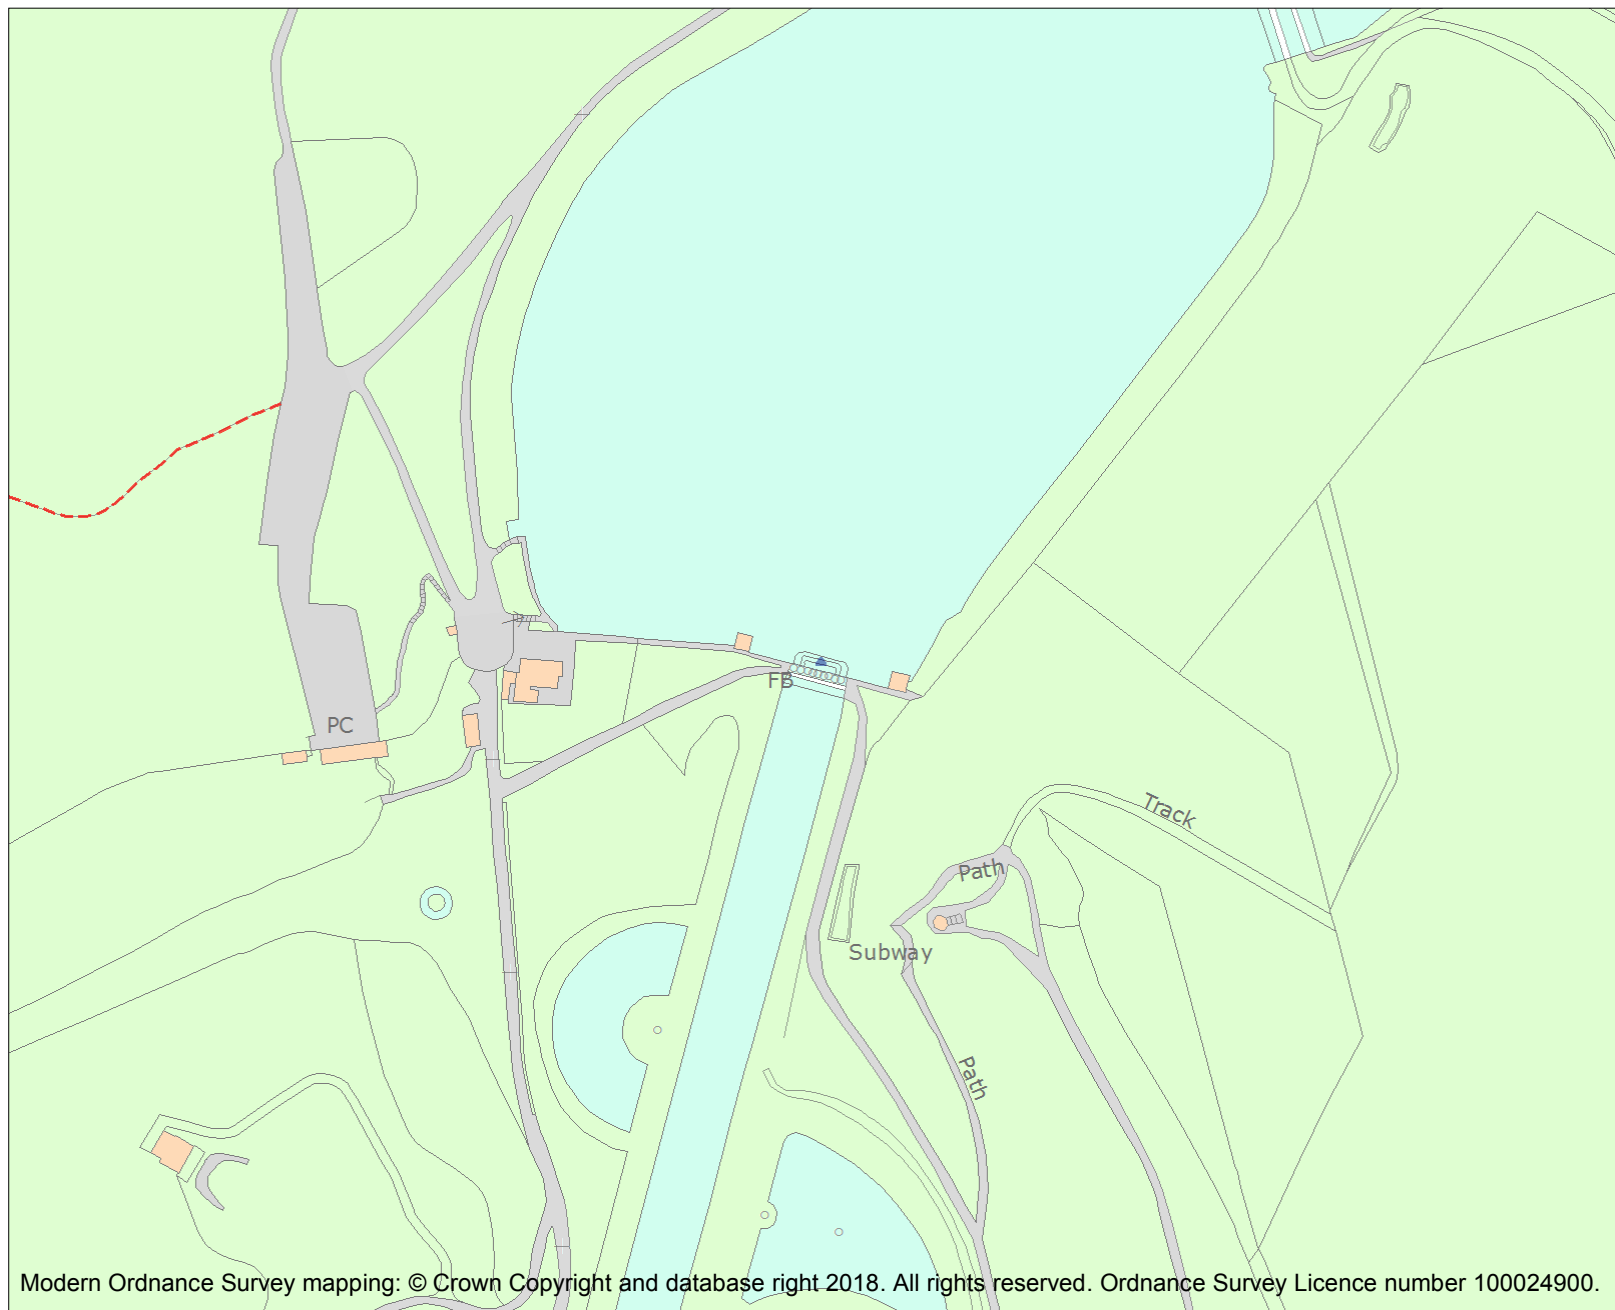 FB
PC
Track
Path
Subway
Path
Modern Ordnance Survey mapping: © Crown Copyright and database right 2018. All rights reserved. Ordnance Survey Licence number 100024900.